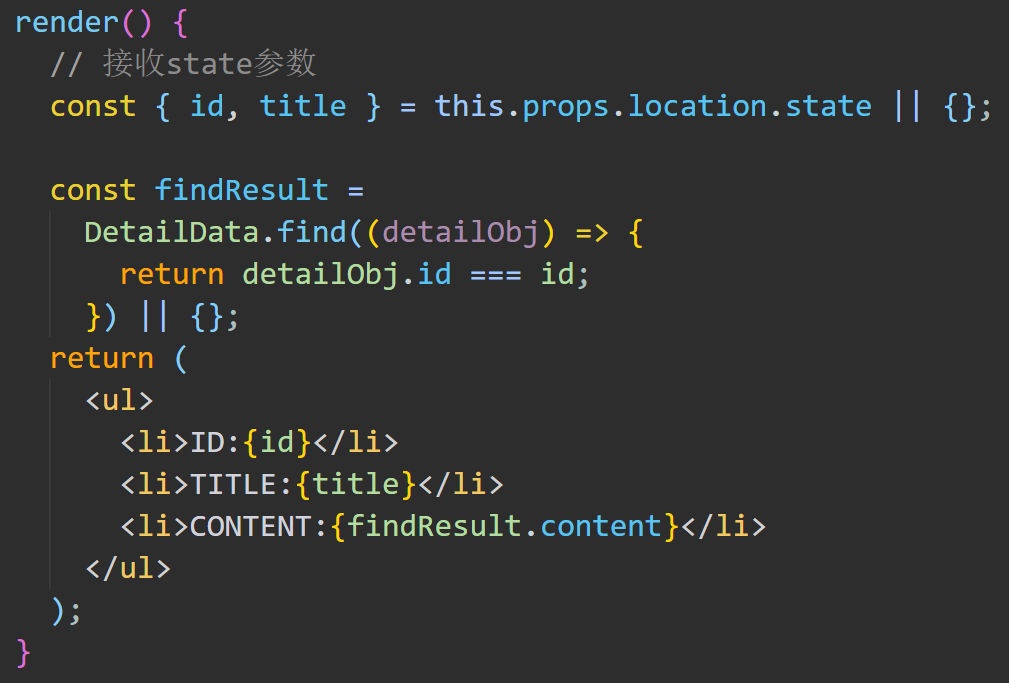 render() {
// 接收state参数
const { id, title } = this.props.location.state || {};
const findResult =
DetailData.find((detailObj) => {
return detailObj.id === id;
}) || {};
return (
<ul>
<li>ID:{id}</li>
<li>TITLE:{title}</li>
<li>CONTENT:{findResult.content}</li>
</ul>
);
}